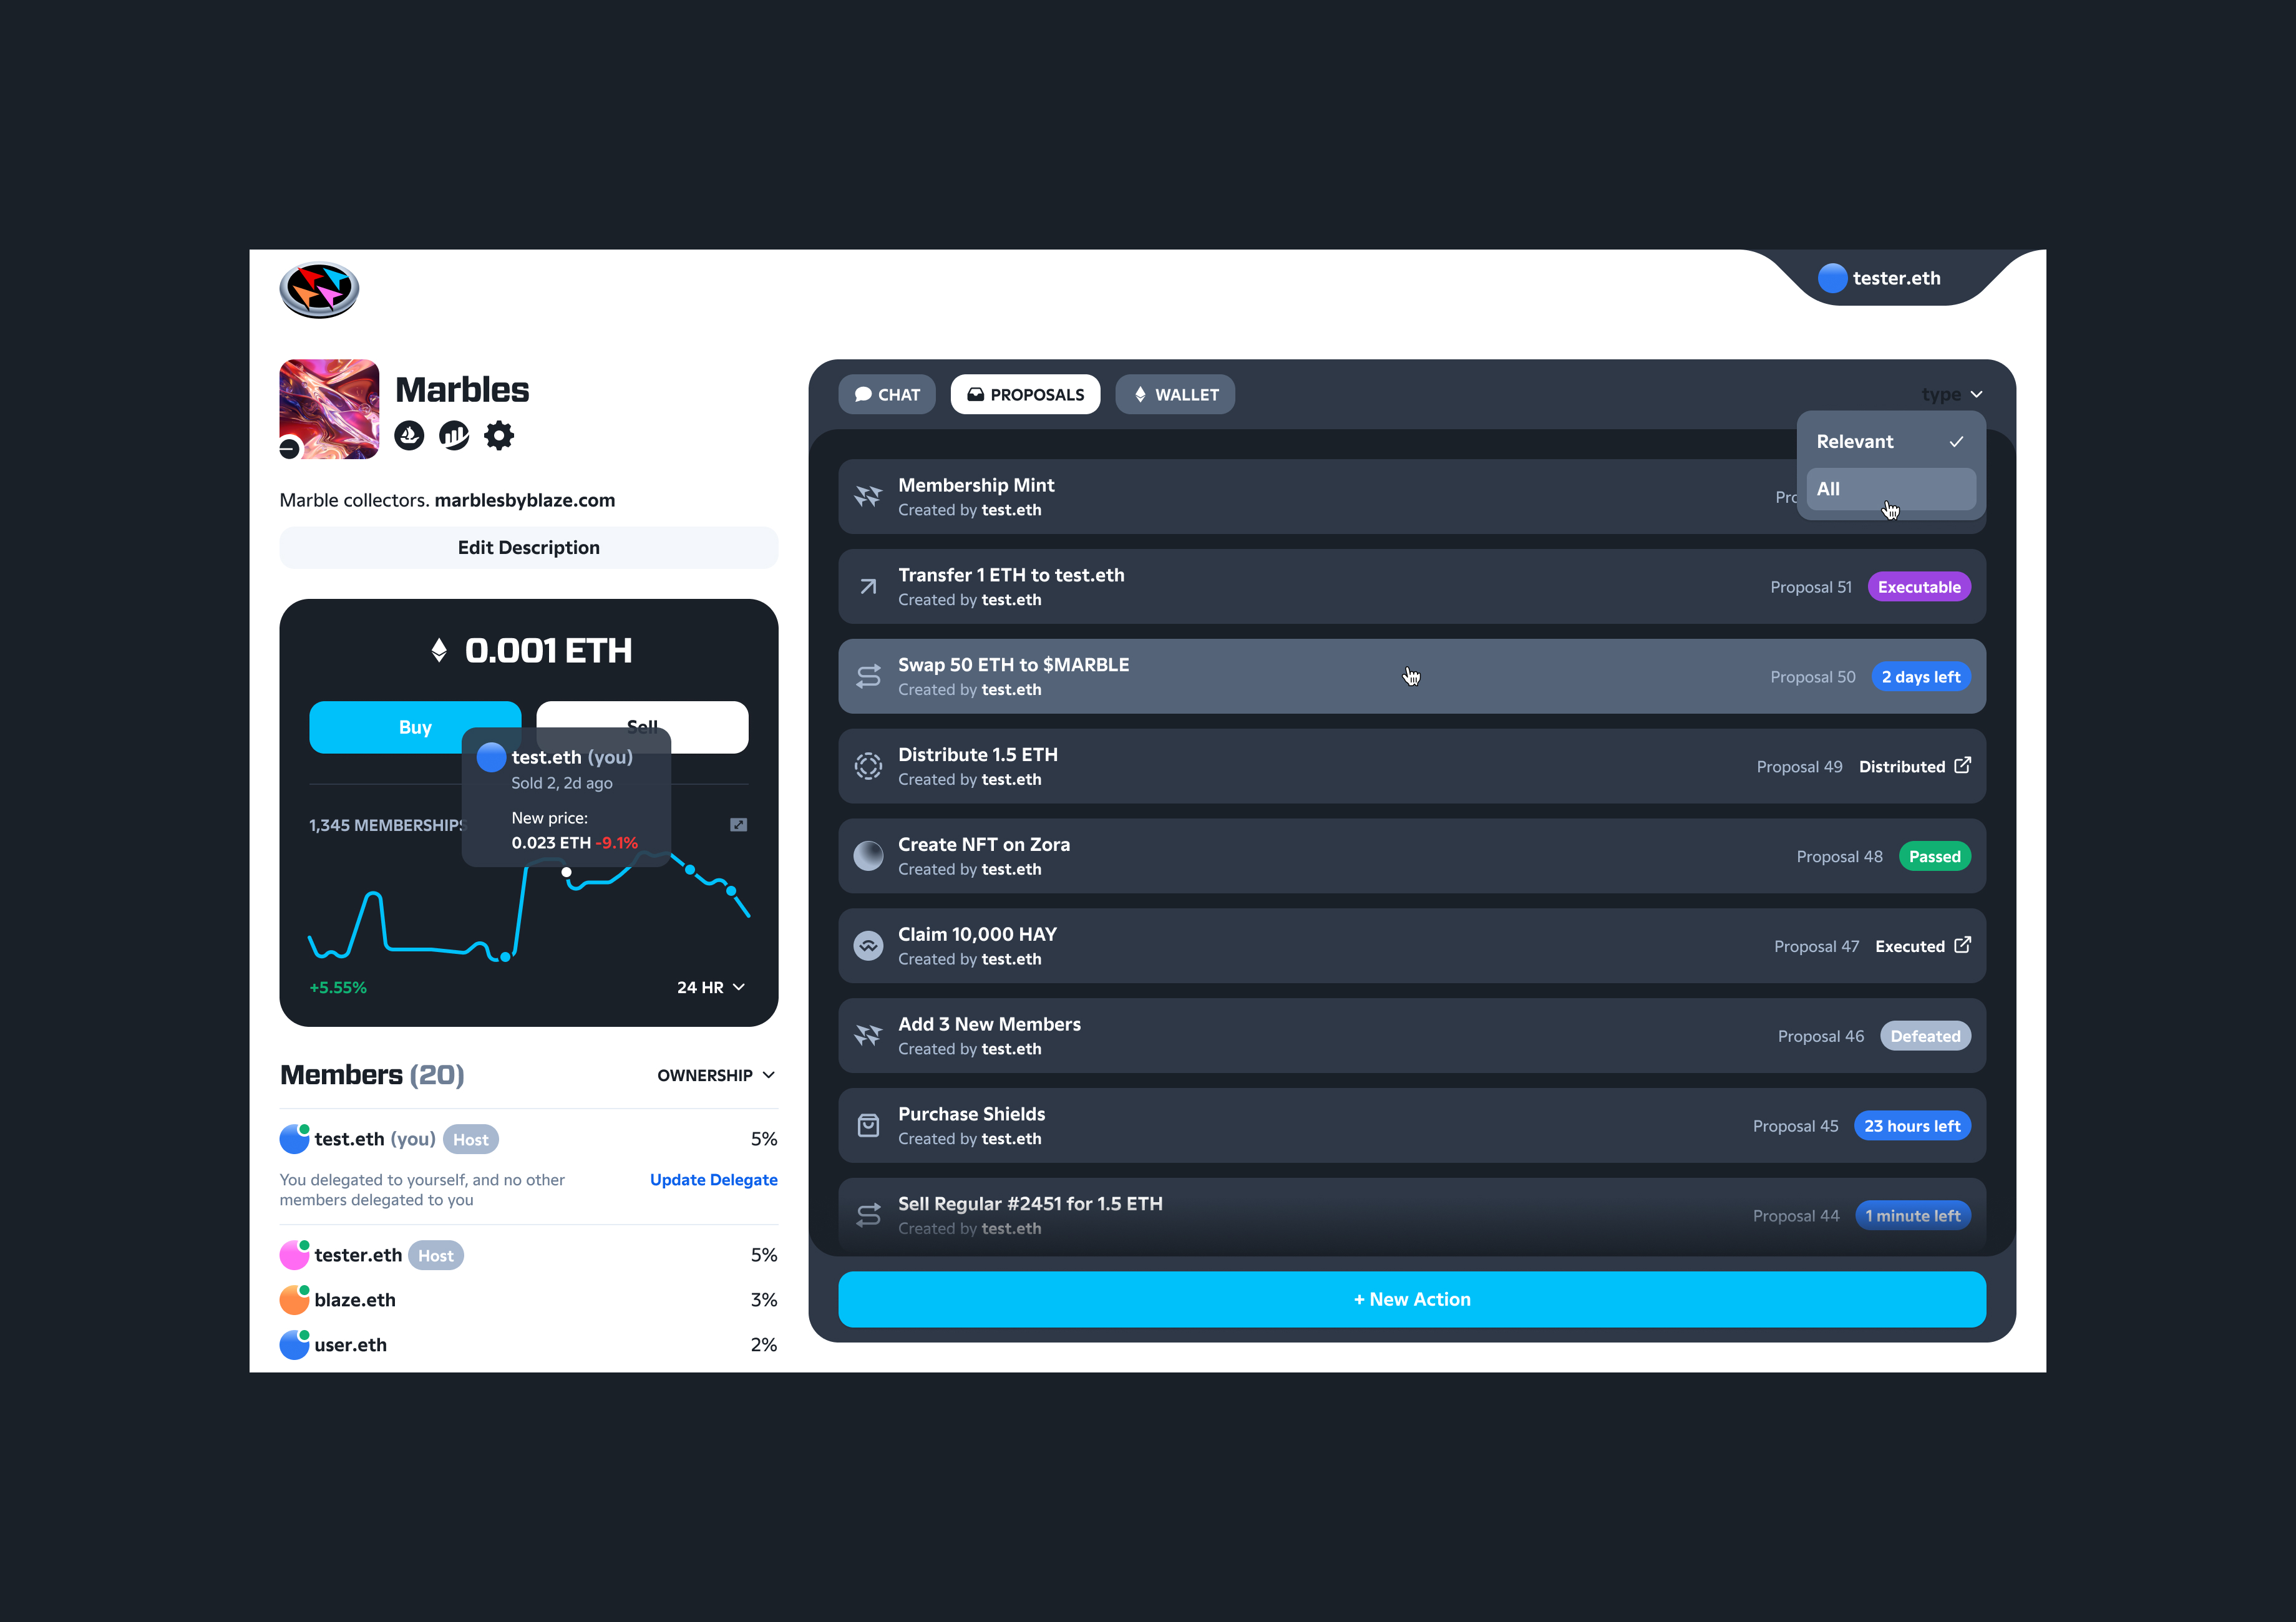 tester.eth
Marbles
Marble collectors. marblesbyblaze.com
Edit Description
0.001 ETH
Buy
Sell
test.eth (you)
Sold 2, 2d ago
New price:
0.023 ETH -9.1%
1,345 MEMBERSHIPS
+5.55%
24 HR
Members (20)
OWNERSHIP
test.eth (you) Host
5%
You delegated to yourself, and no other
members delegated to you
Update Delegate
tester.eth Host
5%
blaze.eth
3%
user.eth
2%
CHAT
PROPOSALS
WALLET
type
Relevant
All
Membership Mint
Created by test.eth
Transfer 1 ETH to test.eth
Created by test.eth
Proposal 51
Executable
Swap 50 ETH to $MARBLE
Created by test.eth
Proposal 50
2 days left
Distribute 1.5 ETH
Created by test.eth
Proposal 49
Distributed
Create NFT on Zora
Created by test.eth
Proposal 48
Passed
Claim 10,000 HAY
Created by test.eth
Proposal 47
Executed
Add 3 New Members
Created by test.eth
Proposal 46
Defeated
Purchase Shields
Created by test.eth
Proposal 45
23 hours left
Sell Regular #2451 for 1.5 ETH
Created by test.eth
Proposal 44
1 minute left
+ New Action